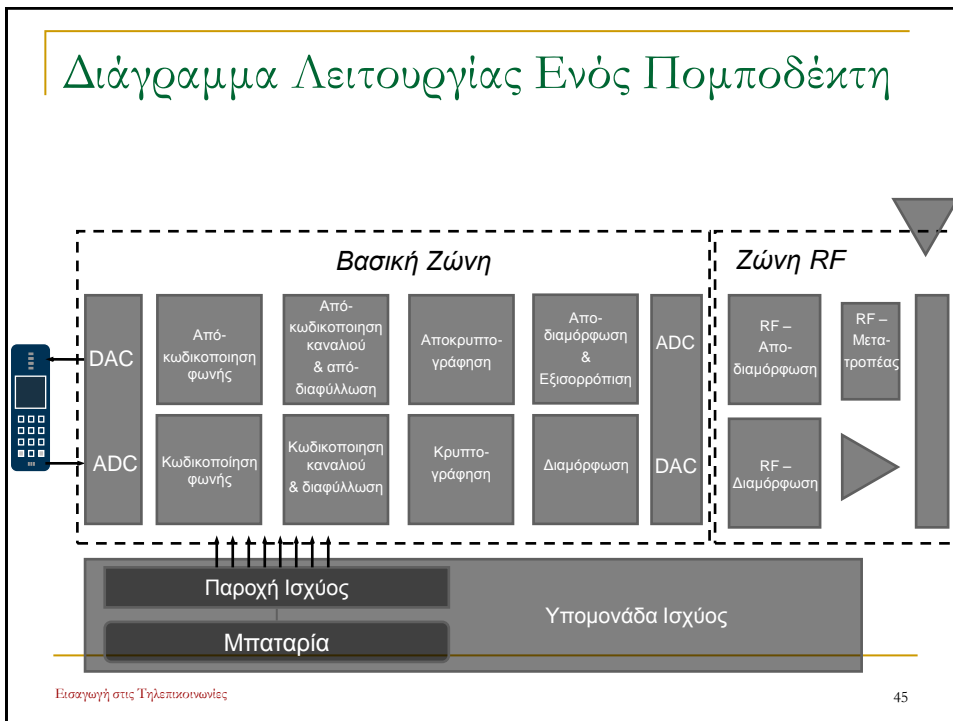 Διάγραμμα Λειτουργίας Ενός Πομποδέκτη
Βασική Ζώνη
Ζώνη RF
DAC
Από-
κωδικοποιηση
φωνής
Από-
κωδικοποιηση
καναλιού
& από-
διαφύλλωση
Αποκρυπτο-
γράφηση
Απο-
διαμόρφωση
&
Εξισορρόπιση
ADC
RF –
Απο-
διαμόρφωση
RF –
Μετα-
τροπέας
ADC
Κωδικοποίηση
φωνής
Κωδικοποιηση
καναλιού
& διαφύλλωση
Κρυπτο-
γράφηση
Διαμόρφωση
DAC
RF –
Διαμόρφωση
Παροχή Ισχύος
Μπαταρία
Υπομονάδα Ισχύος
Εισαγωγή στις Τηλεπικοινωνίες
45